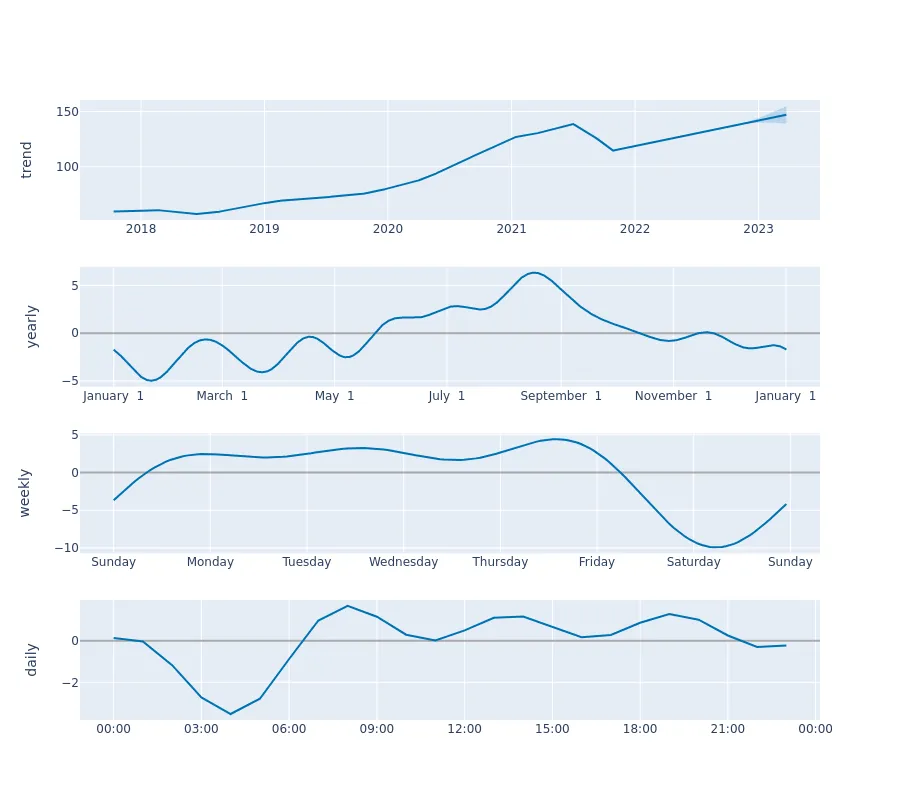 trend
150
100
2018 2019 2020 2021 2022 2023
yearly
5
0
−5
January 1 March 1 May 1 July 1 September 1 November 1 January 1
weekly
5
0
−5
−10
Sunday Monday Tuesday Wednesday Thursday Friday Saturday Sunday
daily
0
−2
00:00 03:00 06:00 09:00 12:00 15:00 18:00 21:00 00:00